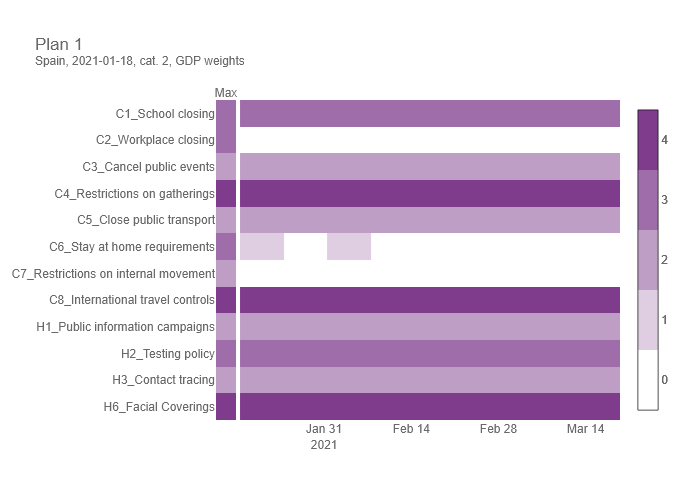 Plan 1
Spain, 2021-01-18, cat. 2, GDP weights
Max
C1_School closing
C2_Workplace closing
C3_Cancel public events
C4_Restrictions on gatherings
C5_Close public transport
C6_Stay at home requirements
C7_Restrictions on internal movement
C8_International travel controls
H1_Public information campaigns
H2_Testing policy
H3_Contact tracing
H6_Facial Coverings
Jan 31 Feb 14 Feb 28 Mar 14
2021
4
3
2
1
0